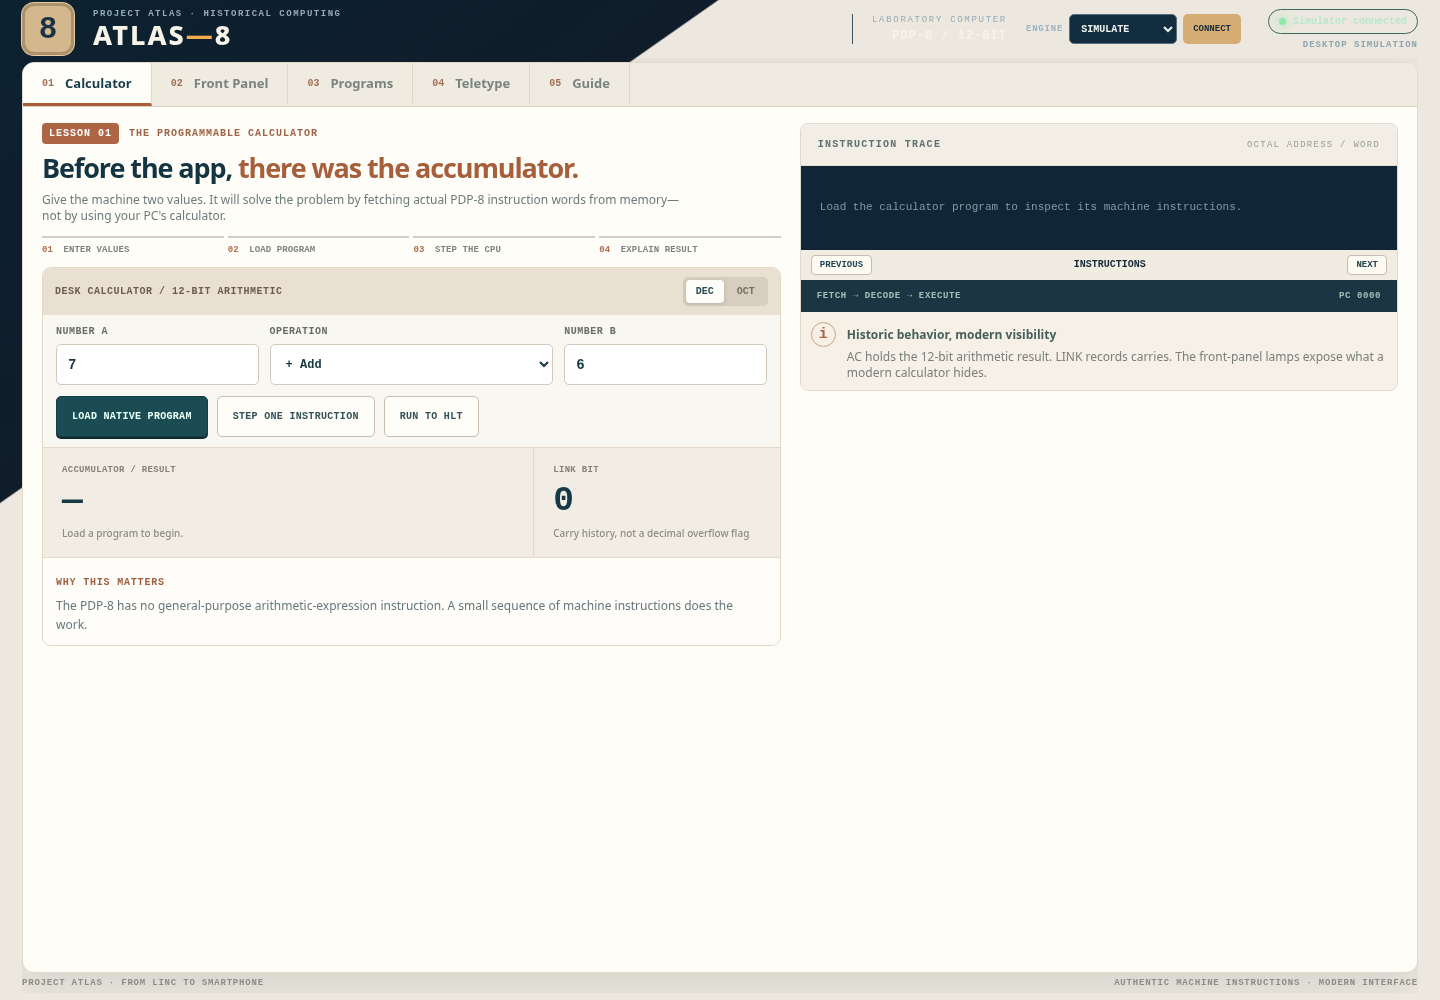 8
PROJECT ATLAS · HISTORICAL COMPUTING
ATLAS—8
LABORATORY COMPUTER
PDP-8 / 12-BIT
ENGINE
SIMULATE
CONNECT
Simulator connected
DESKTOP SIMULATION
01 Calculator
02 Front Panel
03 Programs
04 Teletype
05 Guide
LESSON 01 THE PROGRAMMABLE CALCULATOR
Before the app, there was the accumulator.
Give the machine two values. It will solve the problem by fetching actual PDP-8 instruction words from memory—
not by using your PC's calculator.
01 ENTER VALUES
02 LOAD PROGRAM
03 STEP THE CPU
04 EXPLAIN RESULT
DESK CALCULATOR / 12-BIT ARITHMETIC
DEC
OCT
NUMBER A
OPERATION
NUMBER B
7
+ Add
6
LOAD NATIVE PROGRAM
STEP ONE INSTRUCTION
RUN TO HLT
ACCUMULATOR / RESULT
—
Load a program to begin.
LINK BIT
0
Carry history, not a decimal overflow flag
WHY THIS MATTERS
The PDP-8 has no general-purpose arithmetic-expression instruction. A small sequence of machine instructions does the
work.
INSTRUCTION TRACE
OCTAL ADDRESS / WORD
Load the calculator program to inspect its machine instructions.
PREVIOUS
INSTRUCTIONS
NEXT
FETCH → DECODE → EXECUTE
PC 0000
i
Historic behavior, modern visibility
AC holds the 12-bit arithmetic result. LINK records carries. The front-panel lamps expose what a
modern calculator hides.
PROJECT ATLAS · FROM LINC TO SMARTPHONE
AUTHENTIC MACHINE INSTRUCTIONS · MODERN INTERFACE